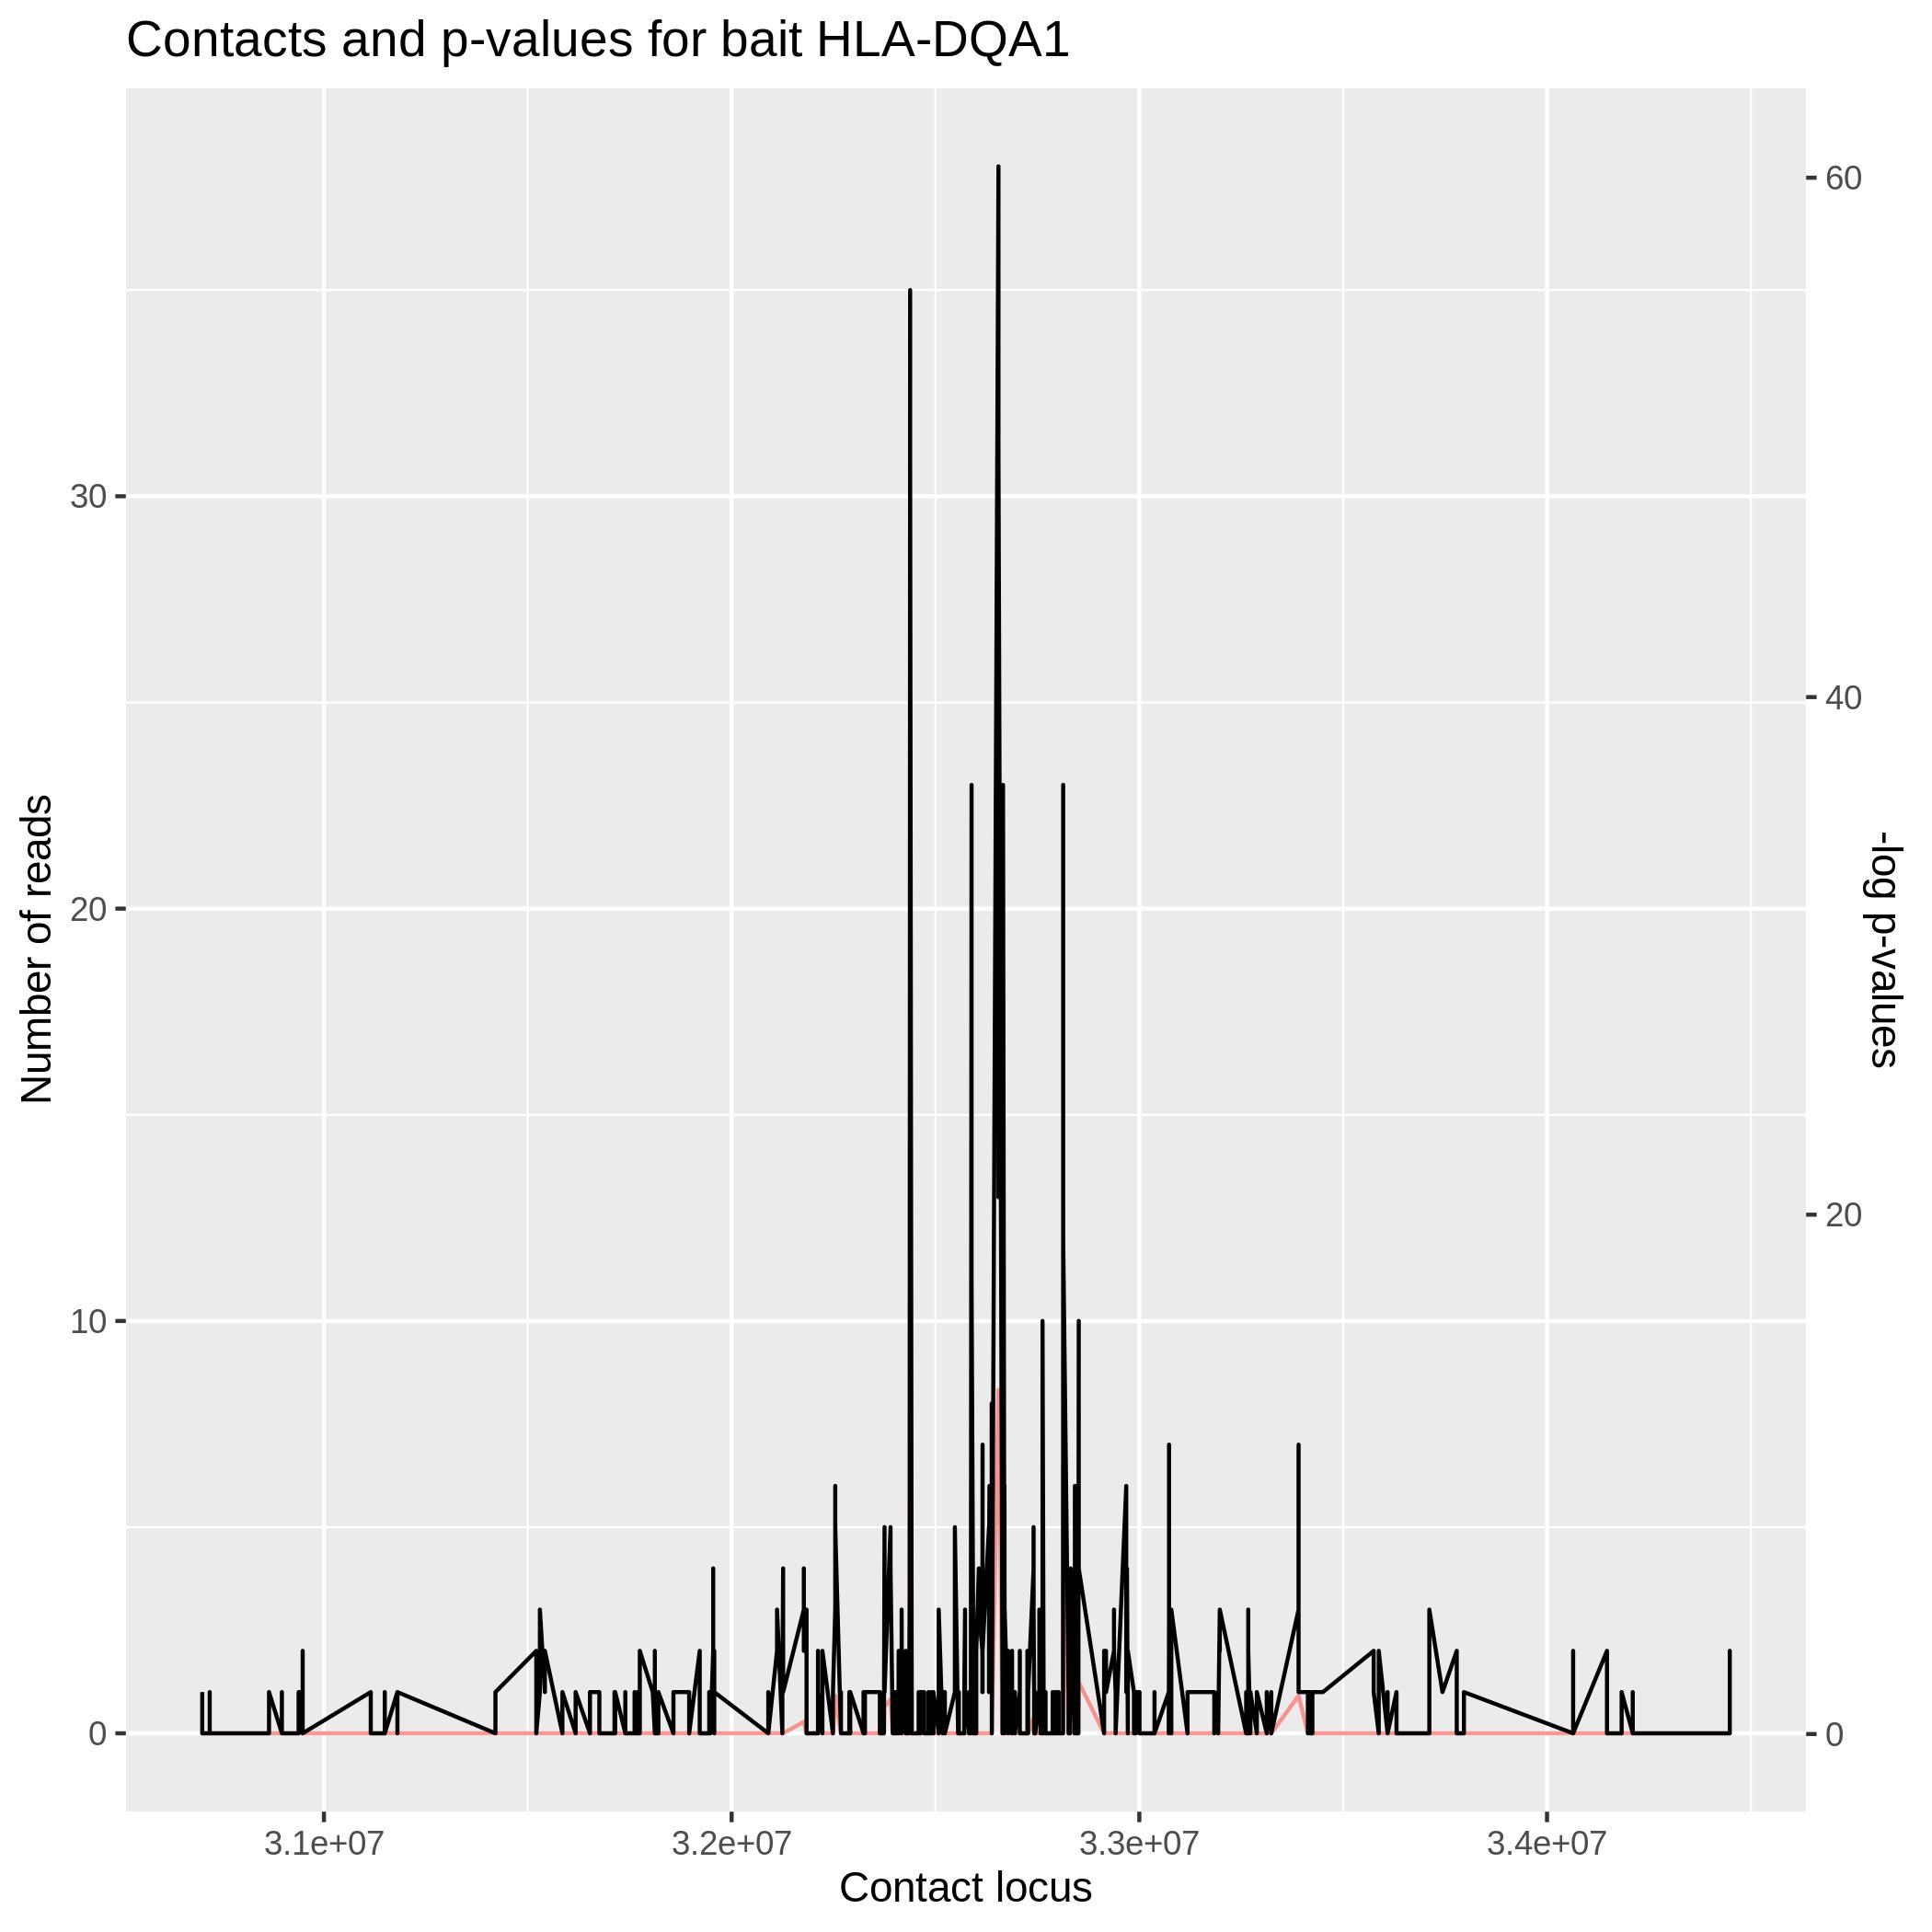 Contacts and p-values for bait HLA-DQA1
Number of reads
30
20
10
0
60
40
20
0
-log p-values
3.1e+07
3.2e+07
3.3e+07
3.4e+07
Contact locus